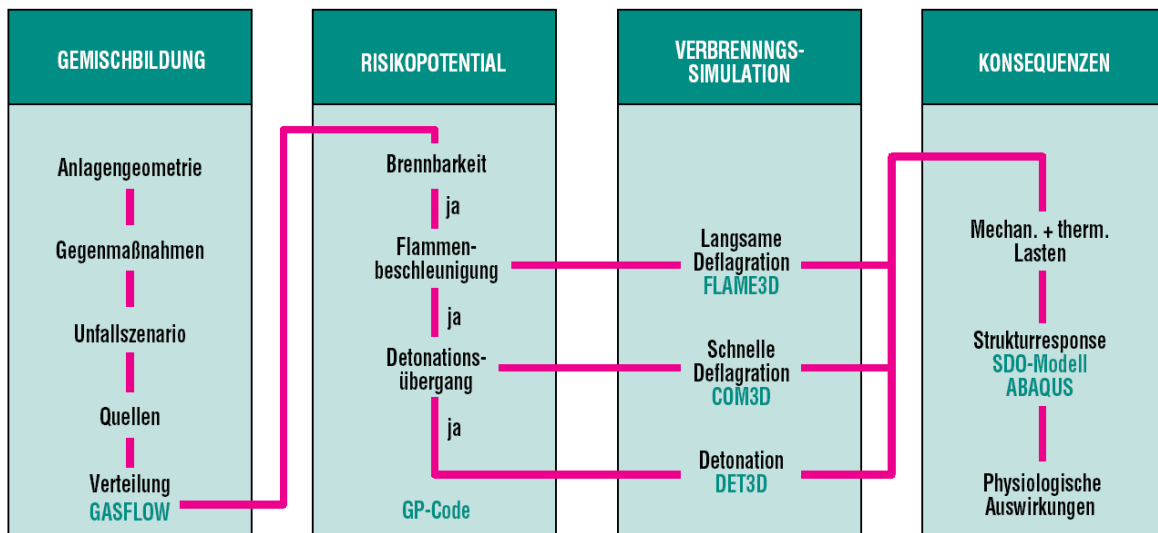 GEMISCHBILDUNG
Anlagengeometrie
Gegenmaßnahmen
Unfallszenario
Quellen
Verteilung
GASFLOW
RISIKOPOTENTIAL
Brennbarkeit
ja
Flammen-
beschleunigung
ja
Detonations-
übergang
ja
GP-Code
VERBRENNNGS-
SIMULATION
Langsame
Deflagration
FLAME3D
Schnelle
Deflagration
COM3D
Detonation
DET3D
KONSEQUENZEN
Mechan. + therm.
Lasten
Strukturresponse
SDO-Modell
ABAQUS
Physiologische
Auswirkungen